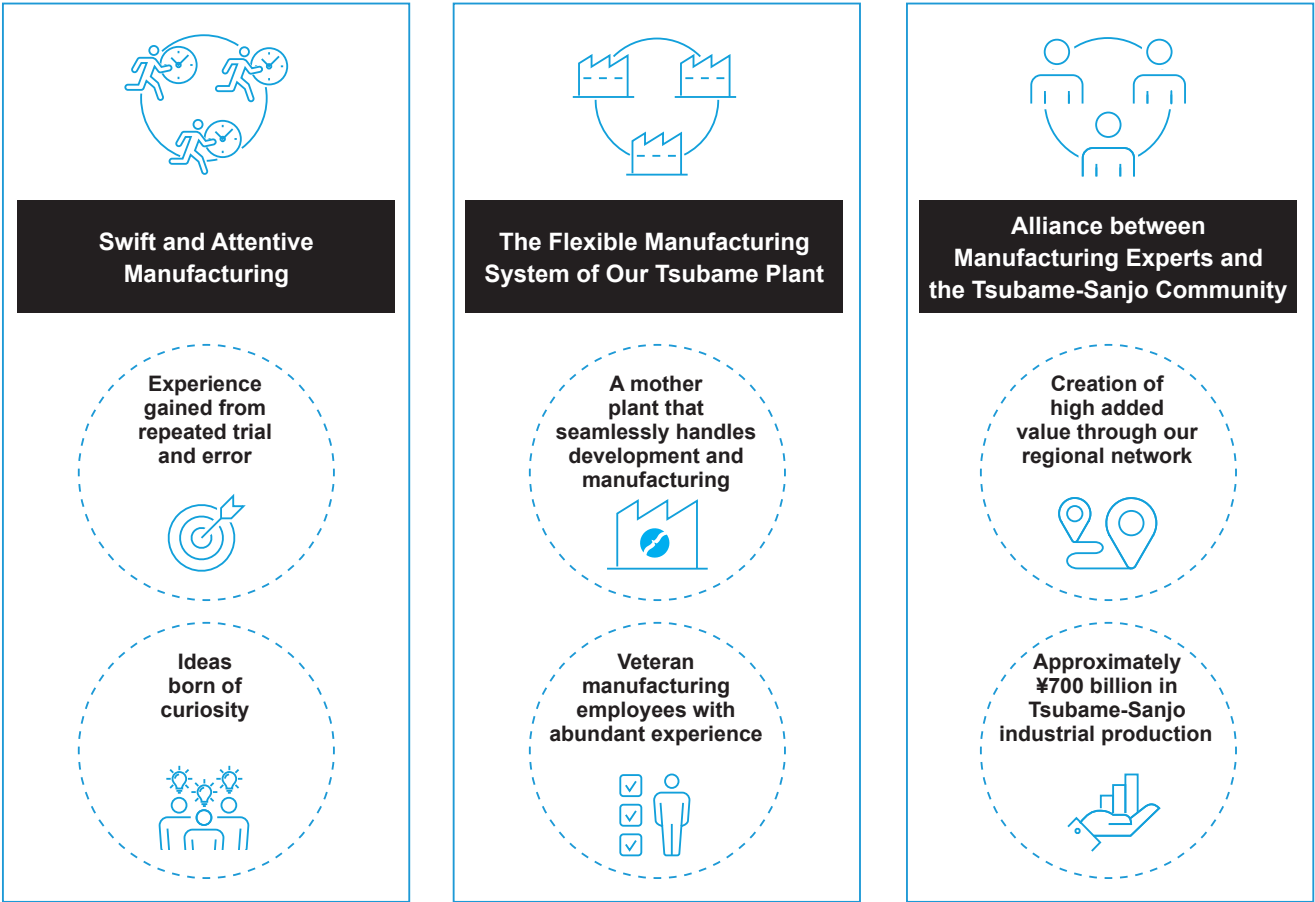 Swift and Attentive
Manufacturing
Experience
gained from
repeated trial
and error
Ideas
born of
curiosity
The Flexible Manufacturing
System of Our Tsubame Plant
A mother
plant that
seamlessly handles
development and
manufacturing
Veteran
manufacturing
employees with
abundant experience
Alliance between
Manufacturing Experts and
the Tsubame-Sanjo Community
Creation of
high added
value through our
regional network
Approximately
¥700 billion in
Tsubame-Sanjo
industrial production